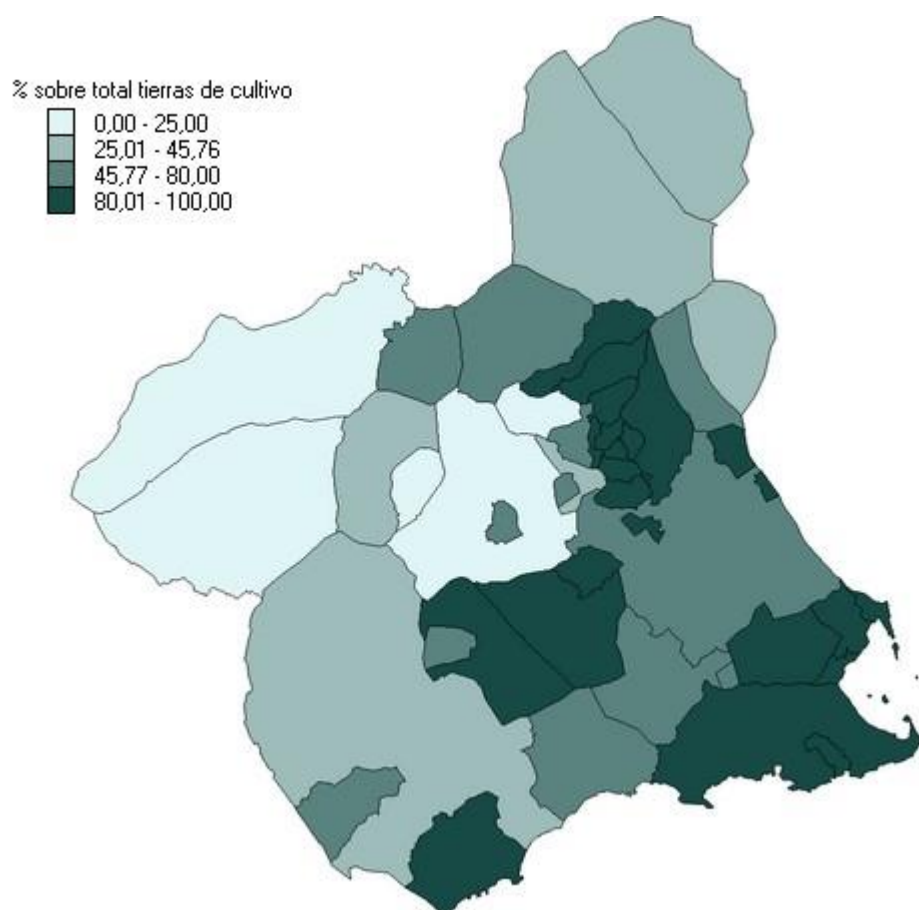 % sobre total tierras de cultivo
0,00 - 25,00
25,01 - 45,76
45,77 - 80,00
80,01 - 100,00